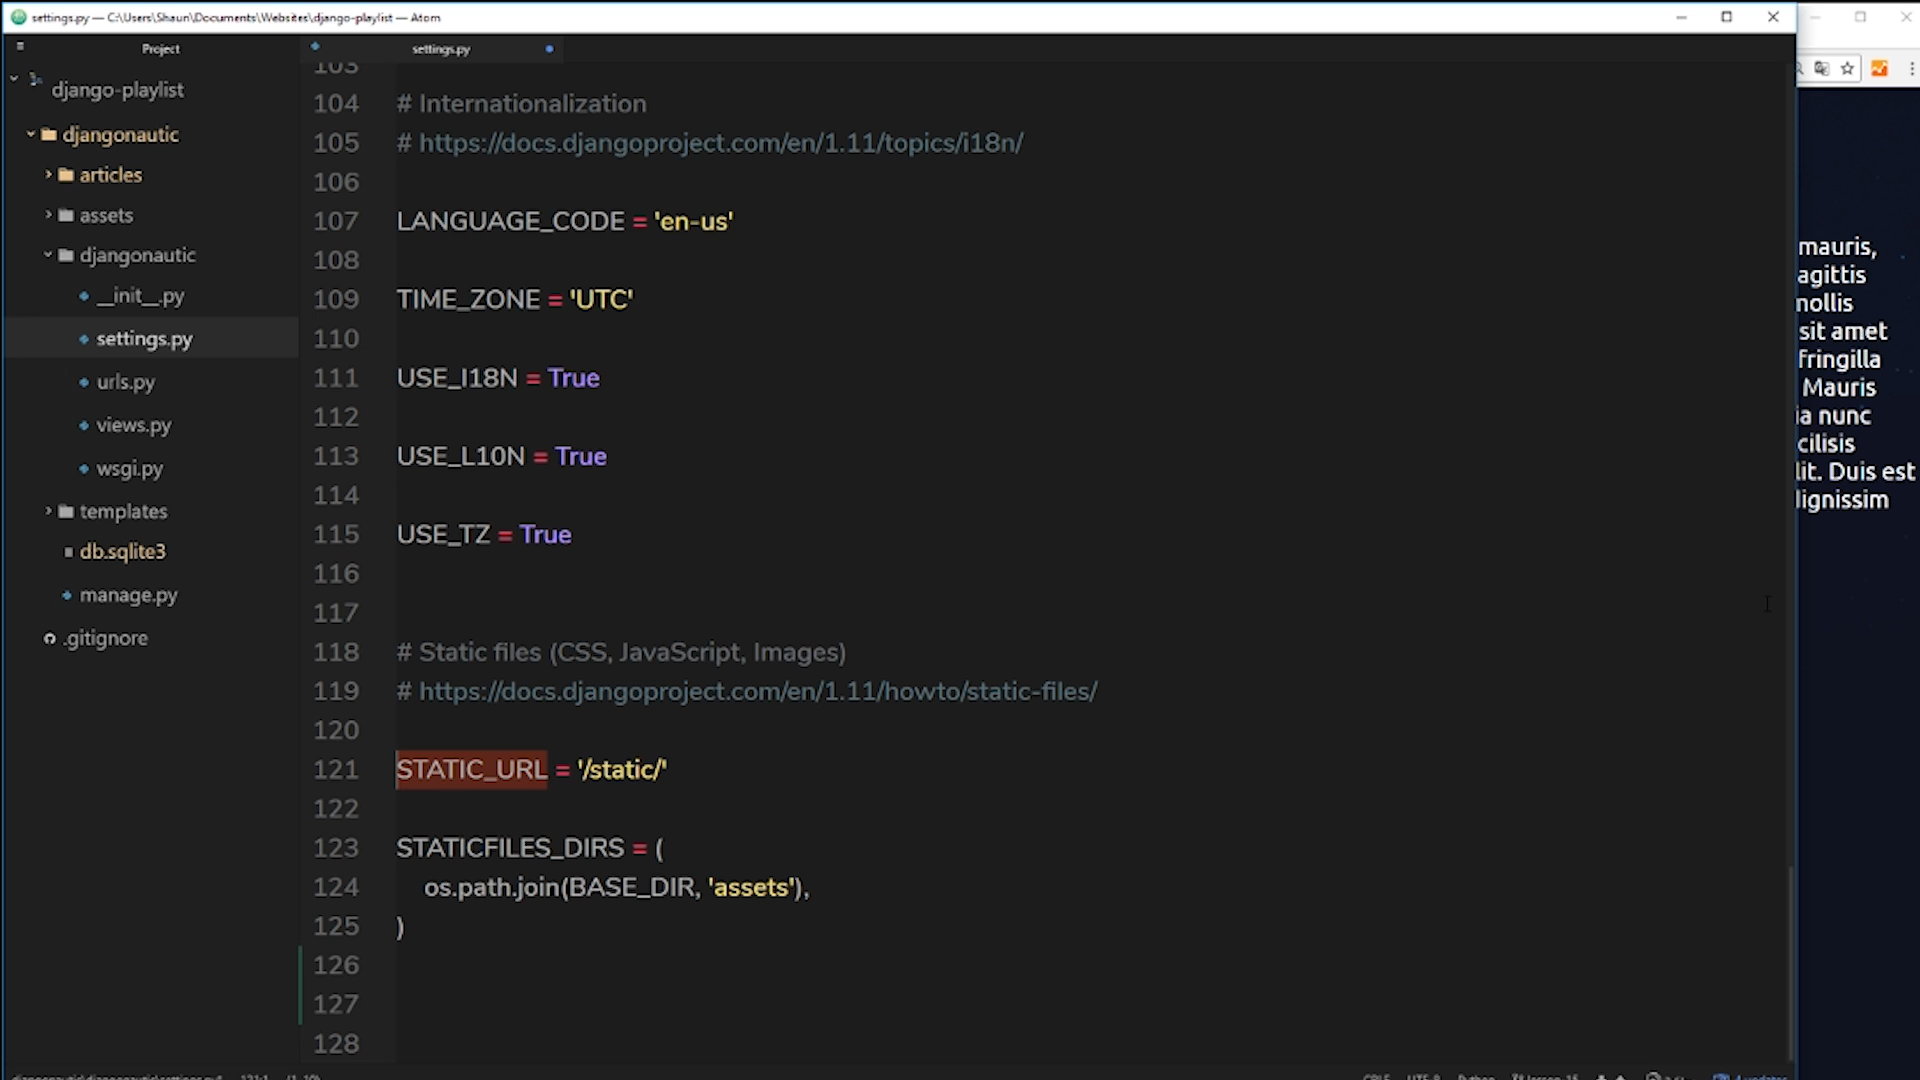 settings.py — C:\Users\Shaun\Documents\Websites\django-playlist — Atom
Project
settings.py
django-playlist
djangonautic
articles
assets
djangonautic
__init__.py
settings.py
urls.py
views.py
wsgi.py
templates
db.sqlite3
manage.py
.gitignore
103
104 # Internationalization
105 # https://docs.djangoproject.com/en/1.11/topics/i18n/
106
107 LANGUAGE_CODE = 'en-us'
108
109 TIME_ZONE = 'UTC'
110
111 USE_I18N = True
112
113 USE_L10N = True
114
115 USE_TZ = True
116
117
118 # Static files (CSS, JavaScript, Images)
119 # https://docs.djangoproject.com/en/1.11/howto/static-files/
120
121 STATIC_URL = '/static/'
122
123 STATICFILES_DIRS = (
124 os.path.join(BASE_DIR, 'assets'),
125 )
126
127
128
mauris,
agittis
mollis
sit amet
fringilla
Mauris
ia nunc
cilisis
lit. Duis est
dignissim